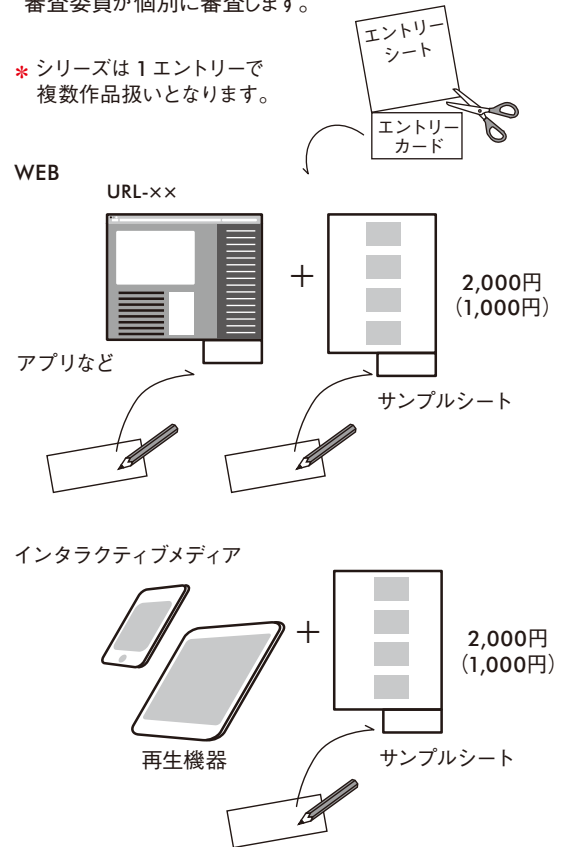 審査委員が個別に審査します。
* シリーズは 1 エントリーで
複数作品扱いとなります。
エントリー
シート
エントリー
カード
WEB
URL-××
+
2,000円
（1,000円）
アプリなど
サンプルシート
インタラクティブメディア
+
2,000円
（1,000円）
再生機器
サンプルシート